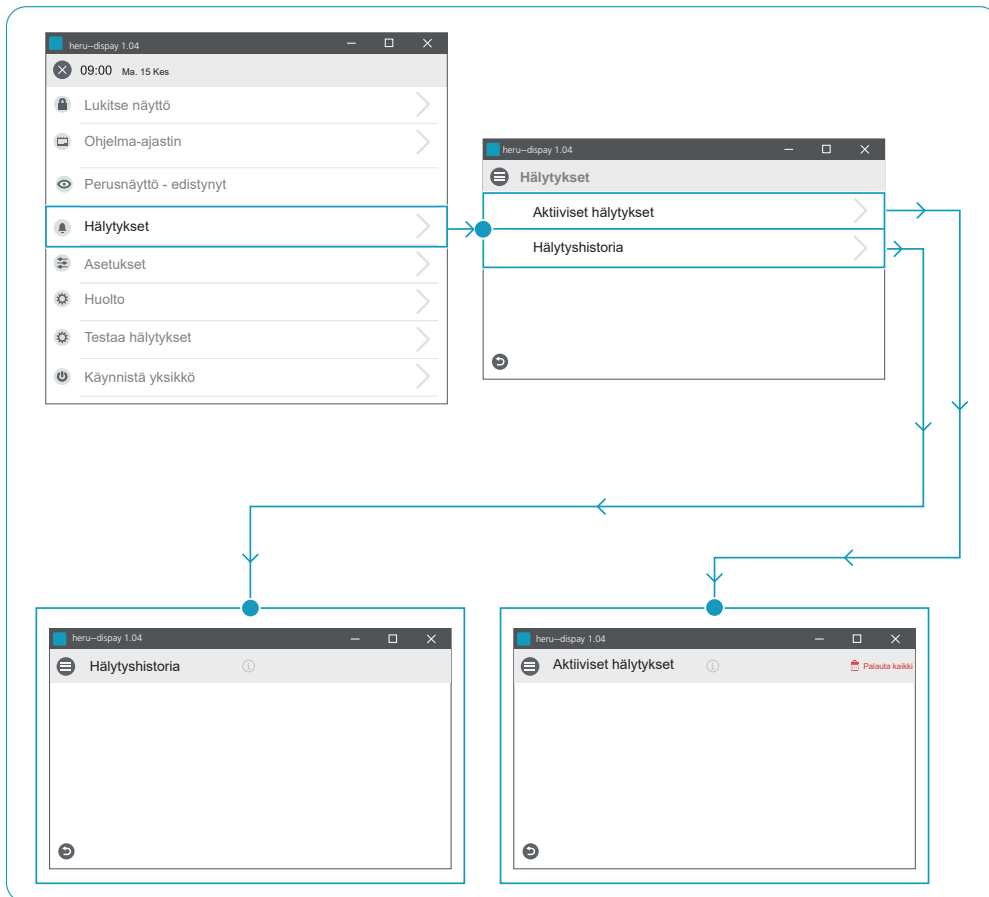 heru--dispay 1.04
09:00 Ma. 15 Kes
Lukitse näyttö
Ohjelma-ajastin
Perusnäyttö - edistynyt
Hälytykset
Asetukset
Huolto
Testaa hälytykset
Käynnistä yksikkö
heru--dispay 1.04
Hälytykset
Aktiiviset hälytykset
Hälytyshistoria
heru--dispay 1.04
Hälytyshistoria
heru--dispay 1.04
Aktiiviset hälytykset
Palauta kaikki